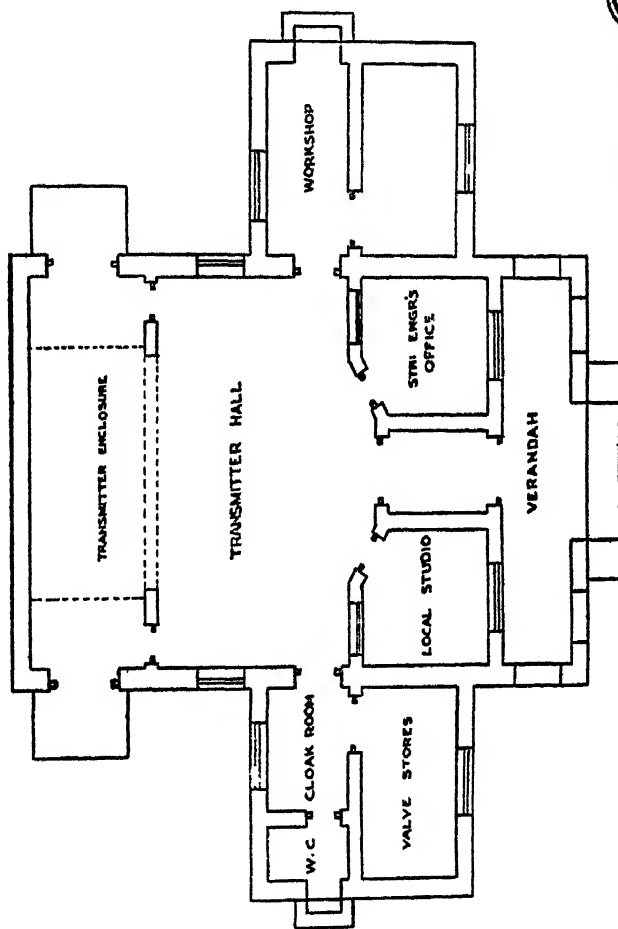 TRANSMITTER ENCLOSURE
TRANSMITTER HALL
WORKSHOP
W.C
CLOAK ROOM
VALVE STORES
LOCAL STUDIO
STN ENGR'S
OFFICE
VERANDAH